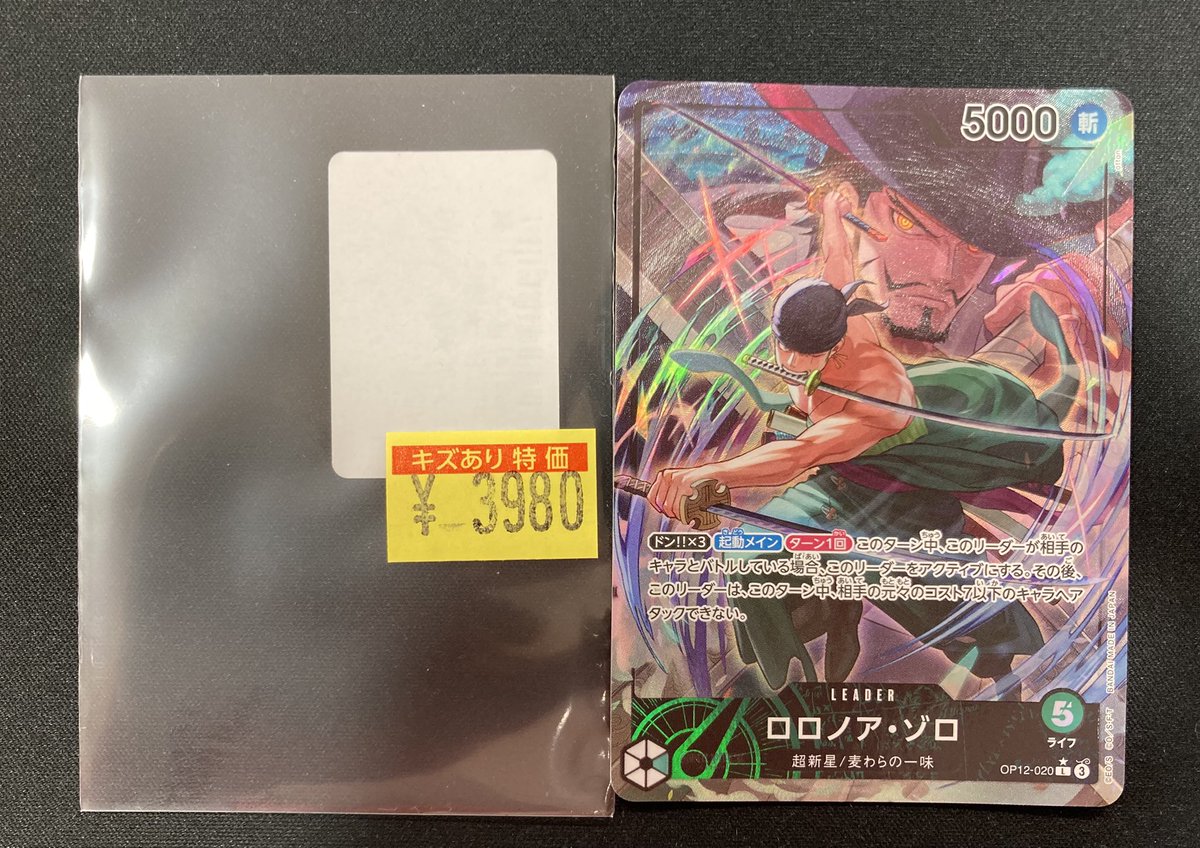 キズあり特価
¥ 3980
5000 斬
ドン!!×3 起動メイン ターン1回 このターン中、このリーダーが相手の
キャラとバトルしている場合、このリーダーをアクティブにする。その後、
このリーダーは、このターン中、相手の元々のコスト7以下のキャラへア
タックできない。
BANDAI MADE IN JAPAN
LEADER
ロロノア・ゾロ
5
ライフ
超新星/麦わらの一味
OP12-020 L 3